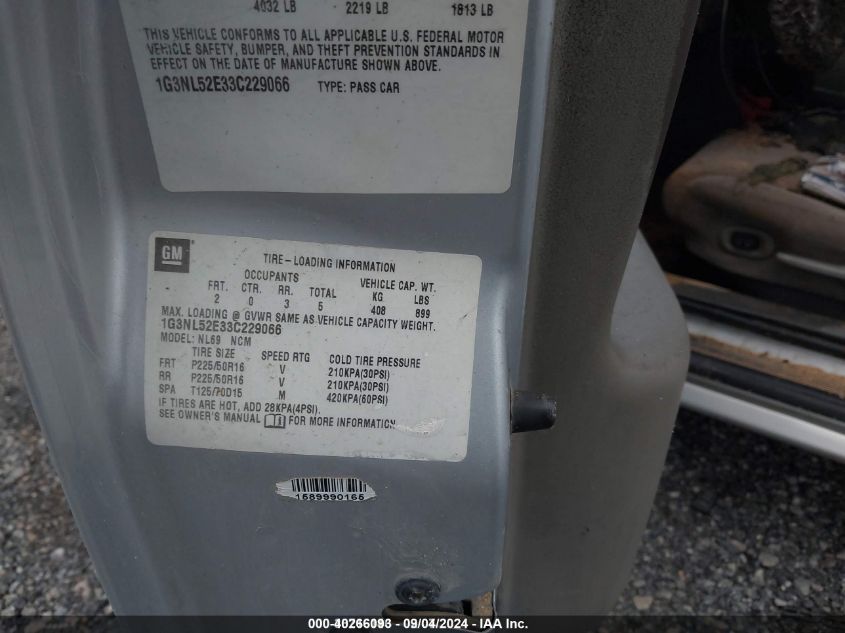 4032 LB 2219 LB 1813 LB
THIS VEHICLE CONFORMS TO ALL APPLICABLE U.S. FEDERAL MOTOR
VEHICLE SAFETY, BUMPER, AND THEFT PREVENTION STANDARDS IN
EFFECT ON THE DATE OF MANUFACTURE SHOWN ABOVE.
1G3NL52E33C229066 TYPE: PASS CAR
GM
TIRE-LOADING INFORMATION
OCCUPANTS VEHICLE CAP. WT.
FRT. CTR. RR. TOTAL KG LBS
2 0 3 5 408 899
MAX. LOADING @ GVWR SAME AS VEHICLE CAPACITY WEIGHT.
1G3NL52E33C229066
MODEL: NL69 NCM
TIRE SIZE SPEED RTG COLD TIRE PRESSURE
FRT P225/50R16 V 210KPA(30PSI)
RR P225/50R16 V 210KPA(30PSI)
SPA T125/70D15 M 420KPA(60PSI)
IF TIRES ARE HOT, ADD 28KPA(4PSI).
SEE OWNER'S MANUAL FOR MORE INFORMATION
1589990165
000-40266093 - 09/04/2024 - IAA Inc.